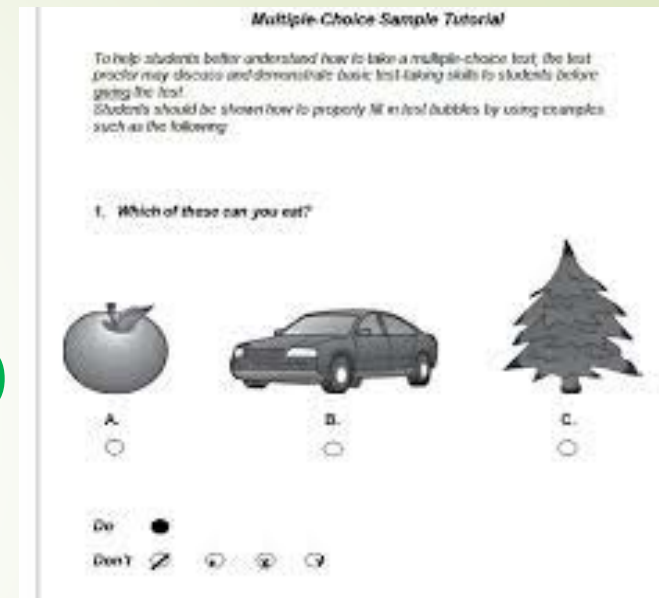 Multiple-Choice Sample Tutorial
To help students better understand how to take a multiple-choice test, the test
proctor may discuss and demonstrate basic test-taking skills to students before
giving the test.
Students should be shown how to properly fill in test bubbles by using examples
such as the following:
1. Which of these can you eat?
A. B. C.
Do
Don't